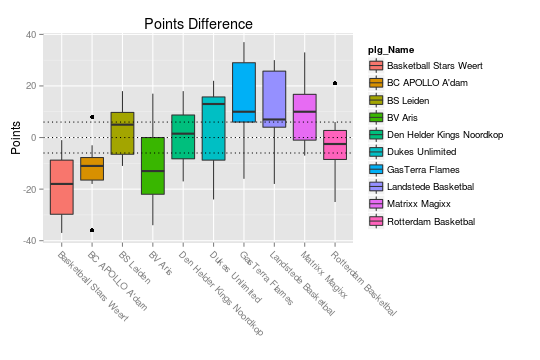 Points Difference
Points
40
20
0
-20
-40
Basketball Stars Weert
BC APOLLO A'dam
BS Leiden
BV Aris
Den Helder Kings Noordkop
Dukes Unlimited
GasTerra Flames
Landstede Basketbal
Matrixx Magixx
Rotterdam Basketbal
plg_Name
Basketball Stars Weert
BC APOLLO A'dam
BS Leiden
BV Aris
Den Helder Kings Noordkop
Dukes Unlimited
GasTerra Flames
Landstede Basketbal
Matrixx Magixx
Rotterdam Basketbal